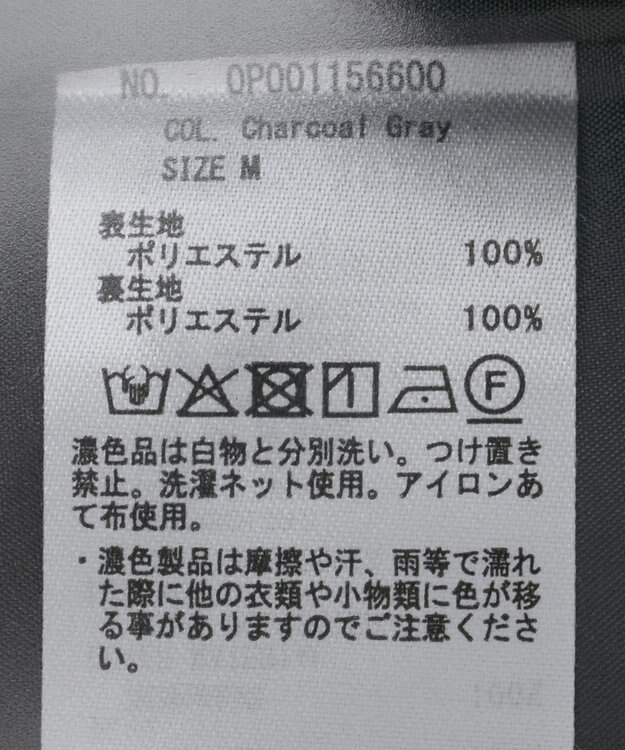 NO. 0P001156600
COL. Charcoal Gray
SIZE M
表生地
ポリエステル 100%
裏生地
ポリエステル 100%
F
濃色品は白物と分別洗い。つけ置き
禁止。洗濯ネット使用。アイロンあ
て布使用。
・濃色製品は摩擦や汗、雨等で濡れ
た際に他の衣類や小物類に色が移
る事がありますのでご注意くださ
い。